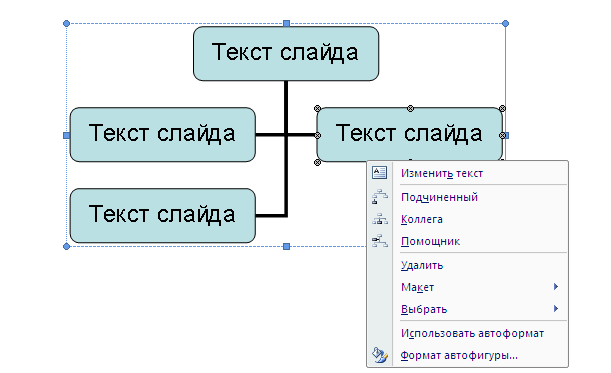 Текст слайда
Текст слайда
Текст слайда
Текст слайда
Изменить текст
Подчиненный
Коллега
Помощник
Удалить
Макет
Выбрать
Использовать автоформат
Формат автофигуры...